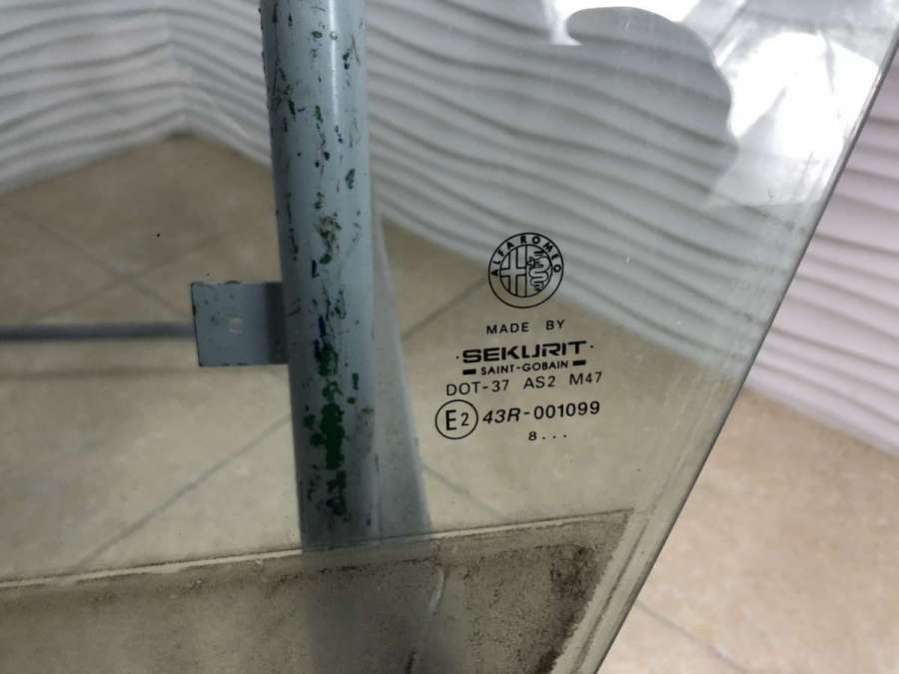 ALFA ROMEO
MADE BY
·SEKURIT·
SAINT-GOBAIN
DOT-37 AS2 M47
E2 43R-001099
8...